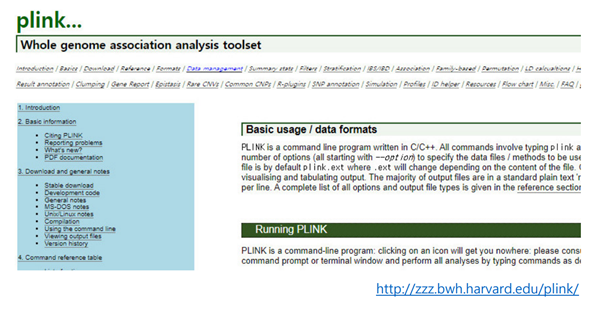 plink...
Whole genome association analysis toolset
Introduction | Basics | Download | Reference | Formats | Data management | Summary stats | Filters | Stratification | IBS/IBD | Association | Family-based | Permutation | LD calcualtions | H
Result annotation | Clumping | Gene Report | Epistasis | Rare CNVs | Common CNPs | R-plugins | SNP annotation | Simulation | Profiles | ID helper | Resources | Flow chart | Misc. | FAQ |
1. Introduction
2. Basic information
Citing PLINK
Reporting problems
What's new?
PDF documentation
3. Download and general notes
Stable download
Development code
General notes
MS-DOS notes
Unix/Linux notes
Compilation
Using the command line
Viewing output files
Version history
4. Command reference table
Basic usage / data formats
PLINK is a command line program written in C/C++. All commands involve typing plink a
number of options (all starting with --option) to specify the data files / methods to be use
file is by default plink.ext where .ext will change depending on the content of the file. 
visualising and tabulating output. The majority of output files are in a standard plain text 'r
per line. A complete list of all options and output file types is given in the reference section
Running PLINK
PLINK is a command-line program: clicking on an icon will get you nowhere: please consu
command prompt or terminal window and perform all analyses by typing commands as de
http://zzz.bwh.harvard.edu/plink/